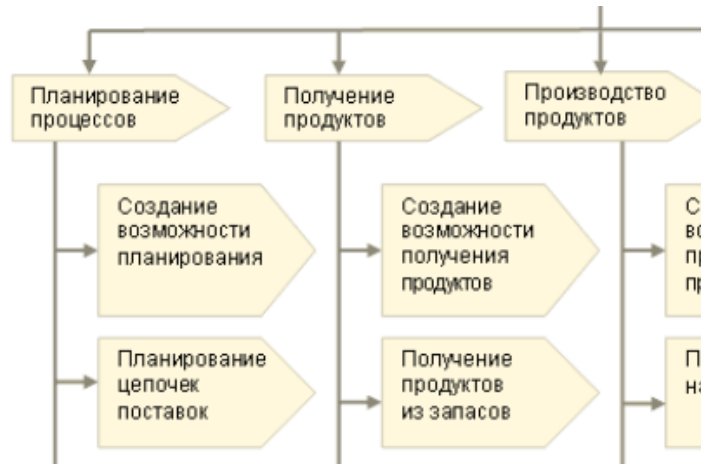 Планирование
процессов
Получение
продуктов
Производство
продуктов
Создание
возможности
планирования
Создание
возможности
получения
продуктов
Планирование
цепочек
поставок
Получение
продуктов
из запасов